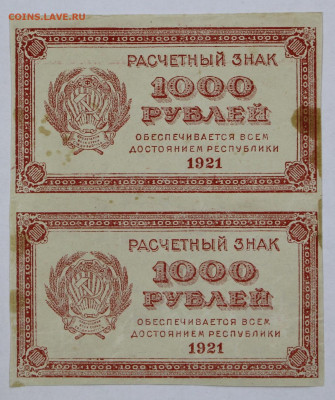 COINS.LAVE.RU
РАСЧЕТНЫЙ ЗНАК
1000
РУБЛЕЙ
ОБЕСПЕЧИВАЕТСЯ ВСЕМ
ДОСТОЯНИЕМ РЕСПУБЛИКИ
1921
РАСЧЕТНЫЙ ЗНАК
1000
РУБЛЕЙ
ОБЕСПЕЧИВАЕТСЯ ВСЕМ
ДОСТОЯНИЕМ РЕСПУБЛИКИ
1921